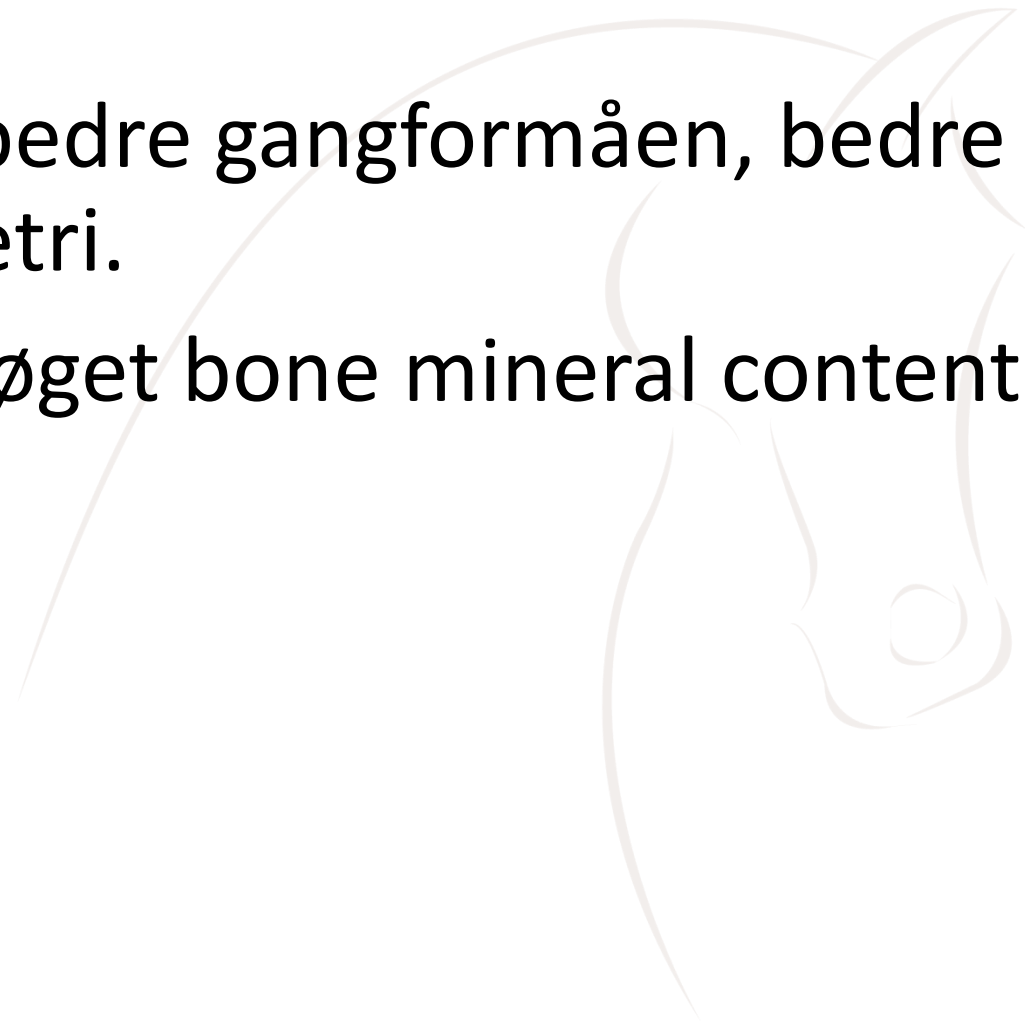 bedre gangformåen, bedre
etri.
øget bone mineral content